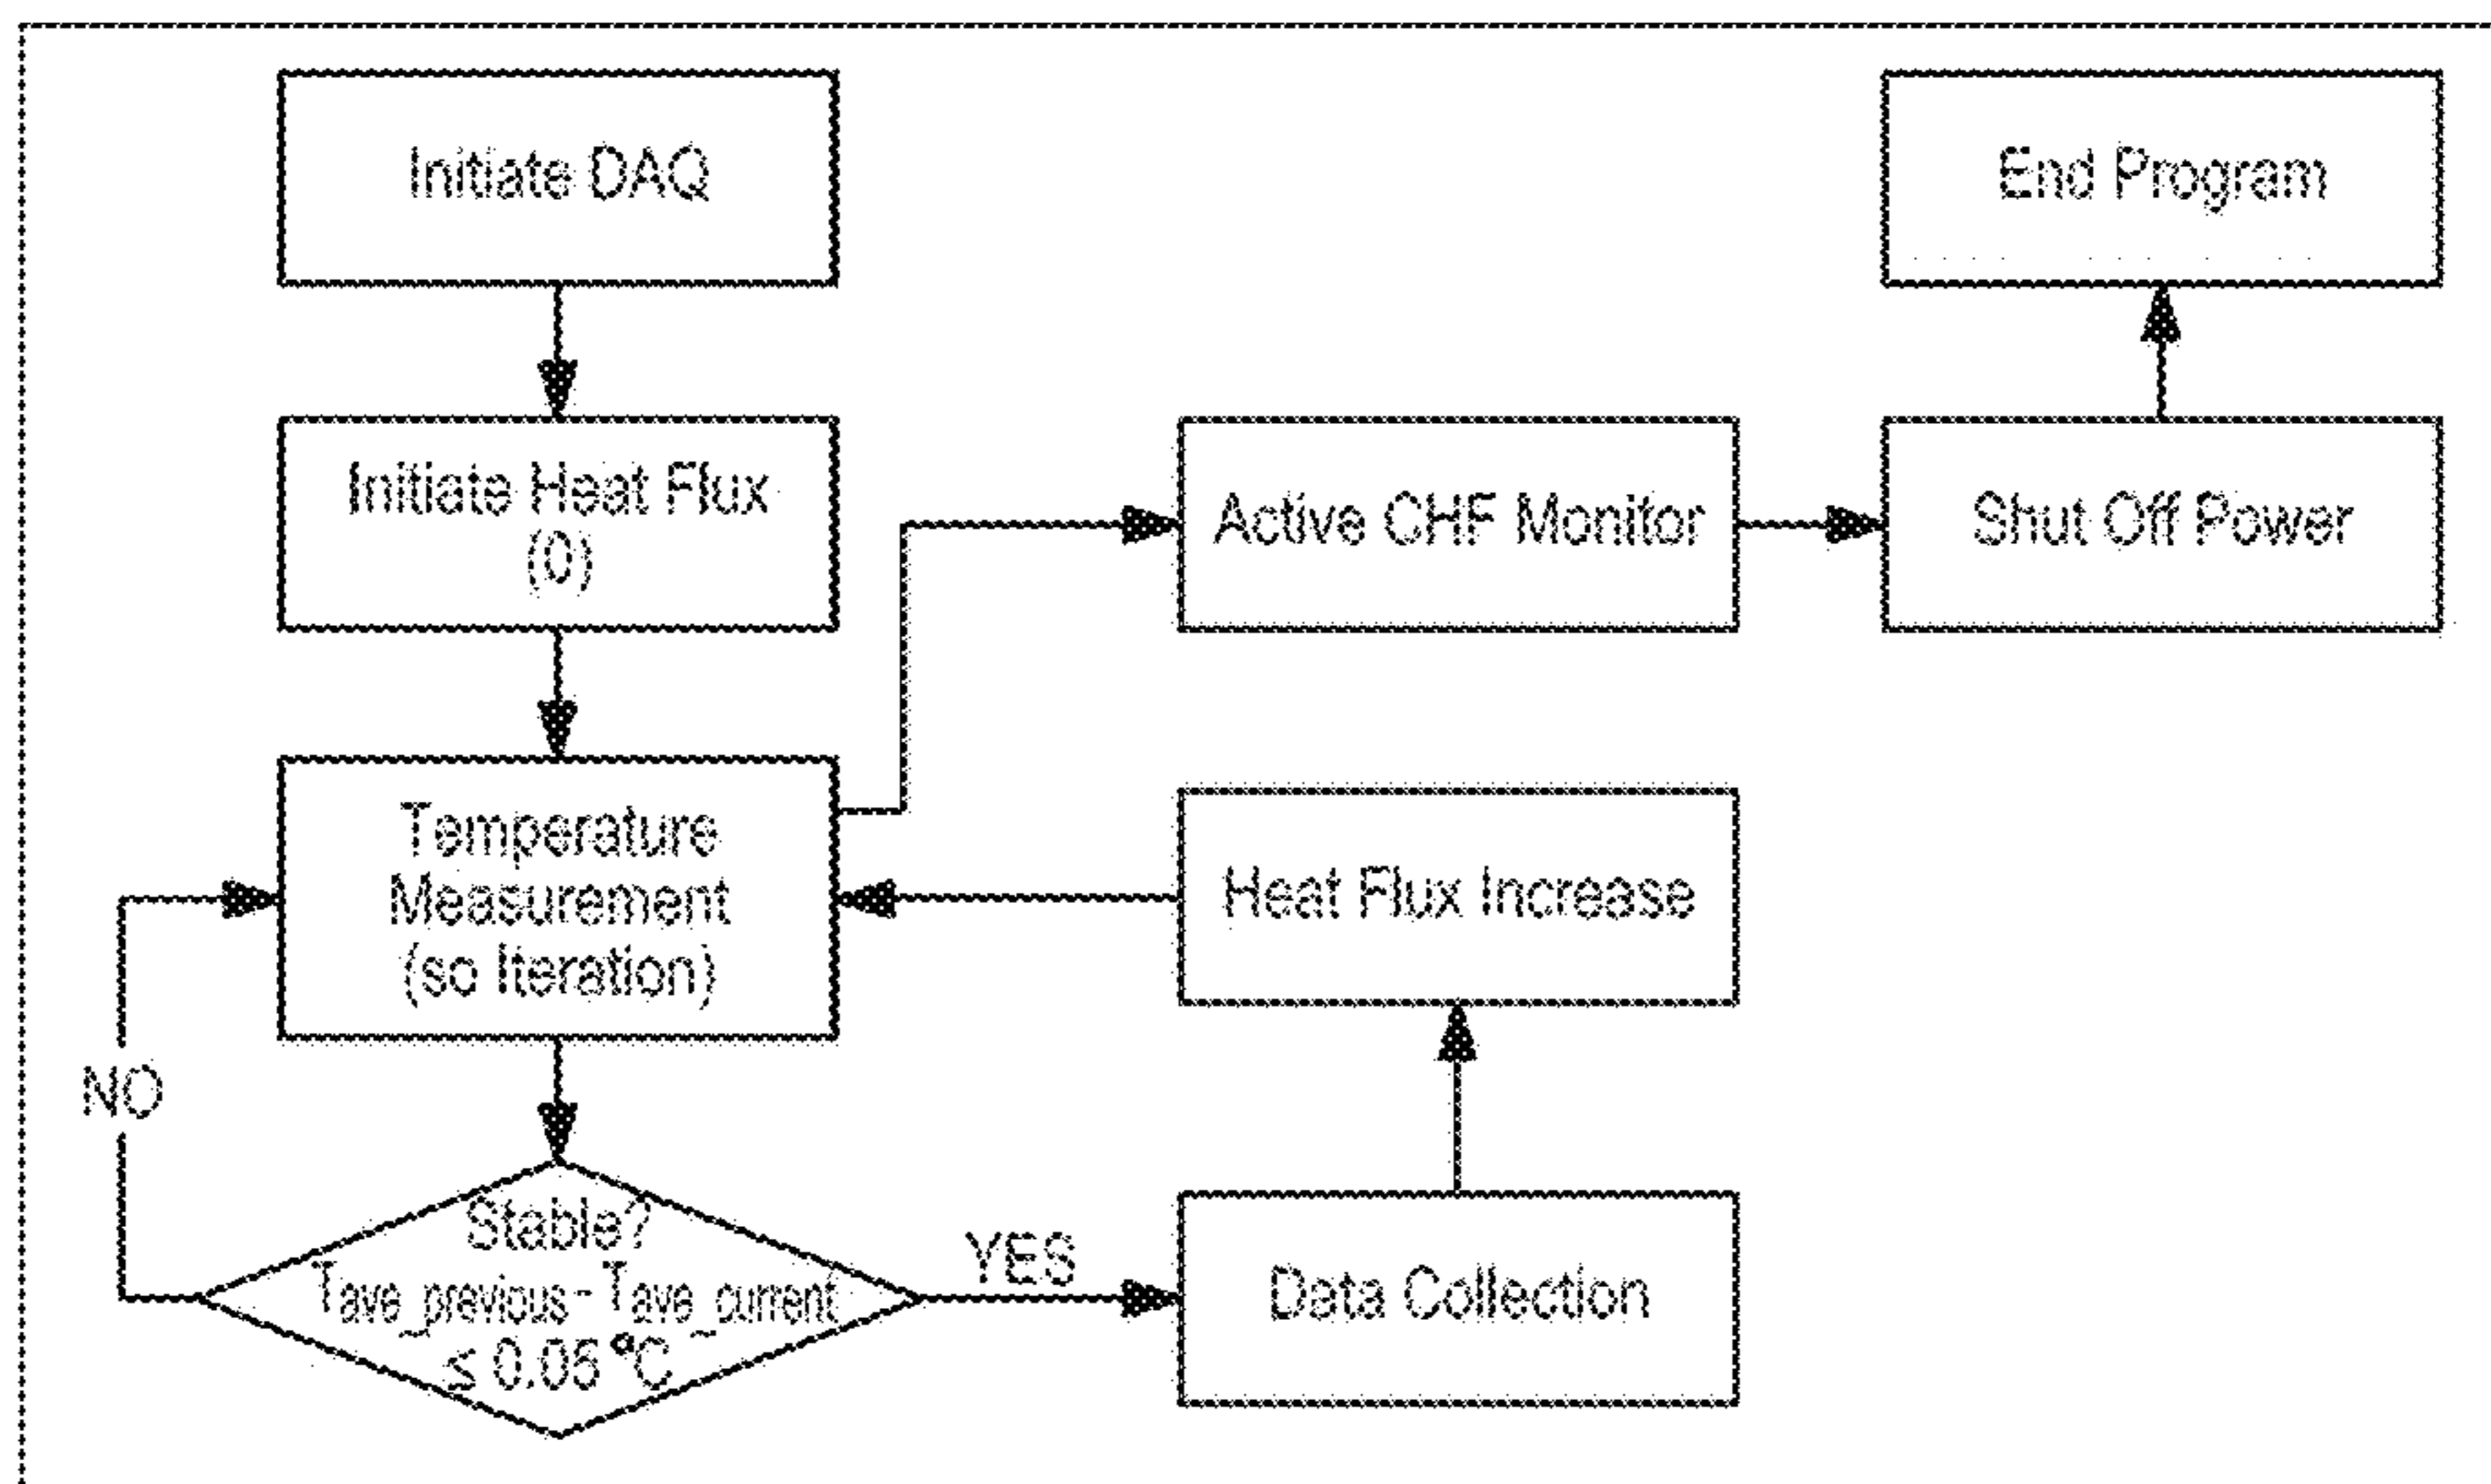 Initiate DAQ
End Program
Initiate Heat Flux
(0)
Active CHF Monitor
Shut Off Power
Temperature
Measurement
(so Iteration)
Heat Flux Increase
NO
Stable?
Tave_previous - Tave_current
≤ 0.05 °C
YES
Data Collection